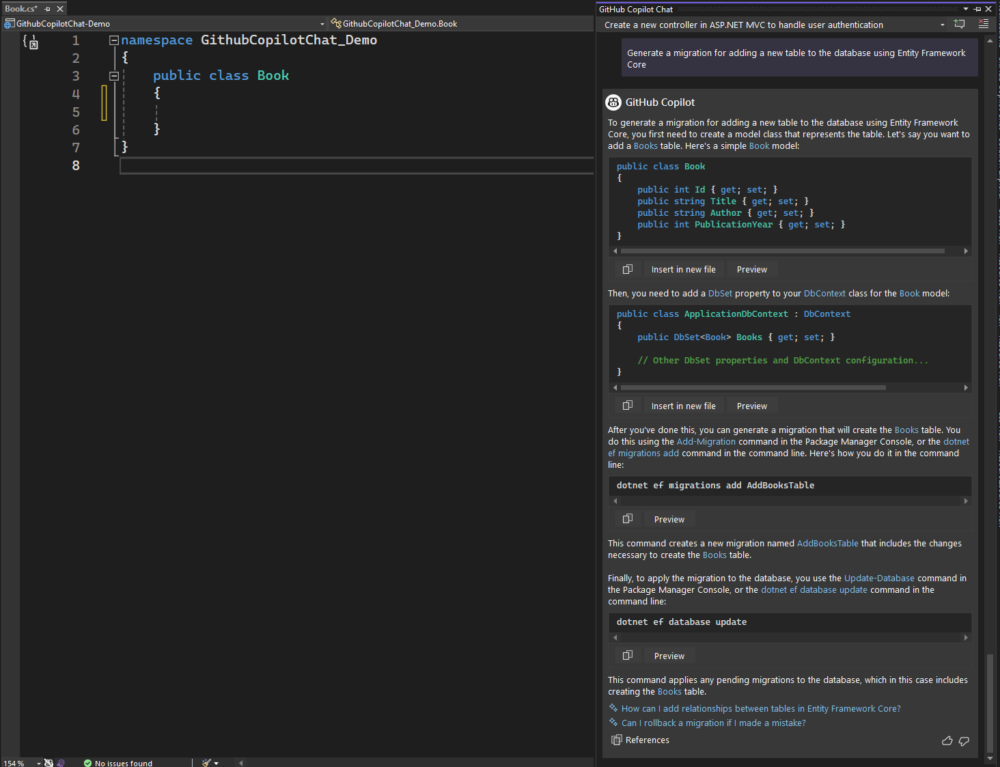 Book.cs*
GithubCopilotChat-Demo
GithubCopilotChat_Demo.Book
1 namespace GithubCopilotChat_Demo
2 {
3 public class Book
4 {
5
6 }
7 }
8
154 %
No issues found
GitHub Copilot Chat
Create a new controller in ASP.NET MVC to handle user authentication
Generate a migration for adding a new table to the database using Entity Framework
Core
GitHub Copilot
To generate a migration for adding a new table to the database using Entity Framework
Core, you first need to create a model class that represents the table. Let's say you want to
add a Books table. Here's a simple Book model:
public class Book
{
public int Id { get; set; }
public string Title { get; set; }
public string Author { get; set; }
public int PublicationYear { get; set; }
}
Insert in new file Preview
Then, you need to add a DbSet property to your DbContext class for the Book model:
public class ApplicationDbContext : DbContext
{
public DbSet<Book> Books { get; set; }
// Other DbSet properties and DbContext configuration...
}
Insert in new file Preview
After you've done this, you can generate a migration that will create the Books table. You
do this using the Add-Migration command in the Package Manager Console, or the dotnet
ef migrations add command in the command line. Here's how you do it in the command
line:
dotnet ef migrations add AddBooksTable
Preview
This command creates a new migration named AddBooksTable that includes the changes
necessary to create the Books table.
Finally, to apply the migration to the database, you use the Update-Database command in
the Package Manager Console, or the dotnet ef database update command in the
command line:
dotnet ef database update
Preview
This command applies any pending migrations to the database, which in this case includes
creating the Books table.
How can I add relationships between tables in Entity Framework Core?
Can I rollback a migration if I made a mistake?
References